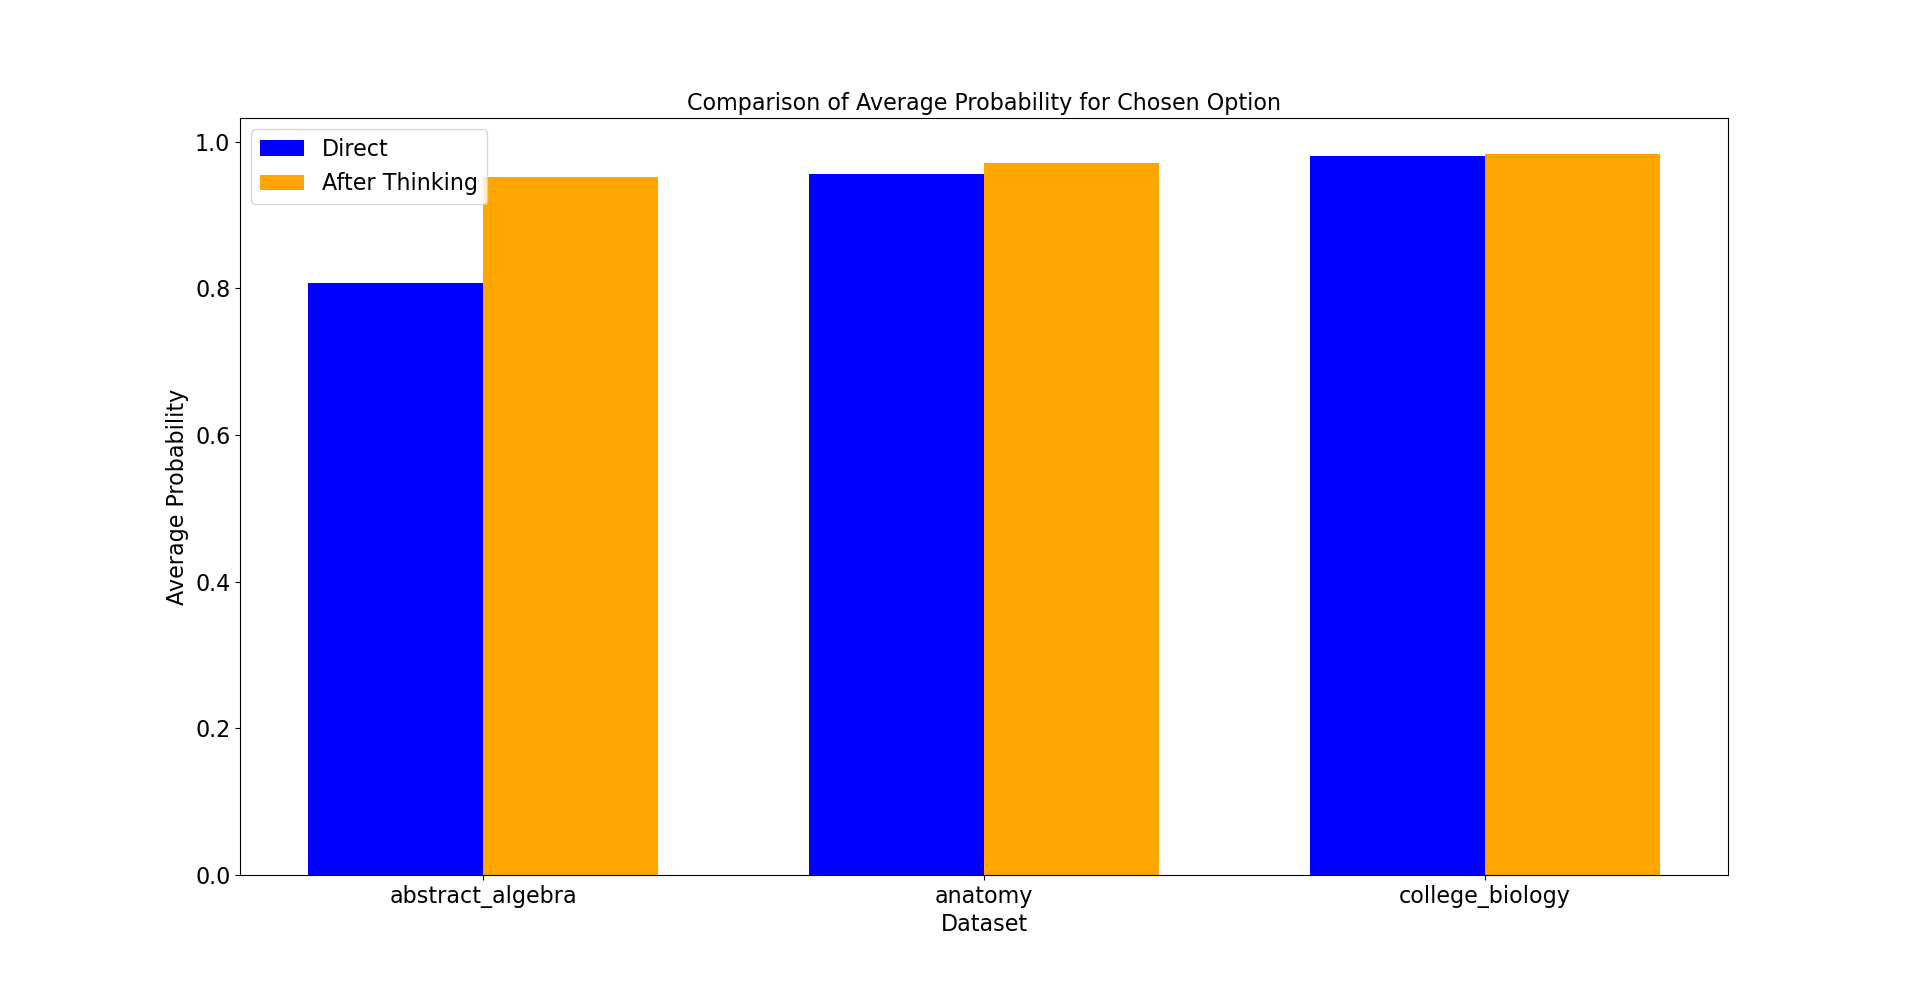 Comparison of Average Probability for Chosen Option
Direct
After Thinking
1.0
0.8
0.6
0.4
0.2
0.0
Average Probability
abstract_algebra
anatomy
college_biology
Dataset